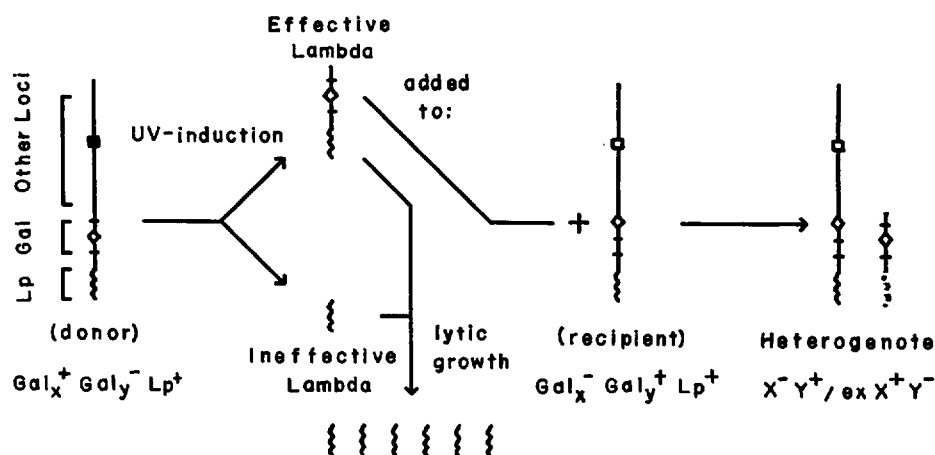 Effective
Lambda
added
to:
UV-induction
Other Loci
Gal
Lp
(donor)
Gal_x^+ Gal_y^- Lp^+
Ineffective
Lambda
lytic
growth
+
(recipient)
Gal_x^- Gal_y^+ Lp^+
Heterogenote
X^- Y^+ / ex X^+ Y^-